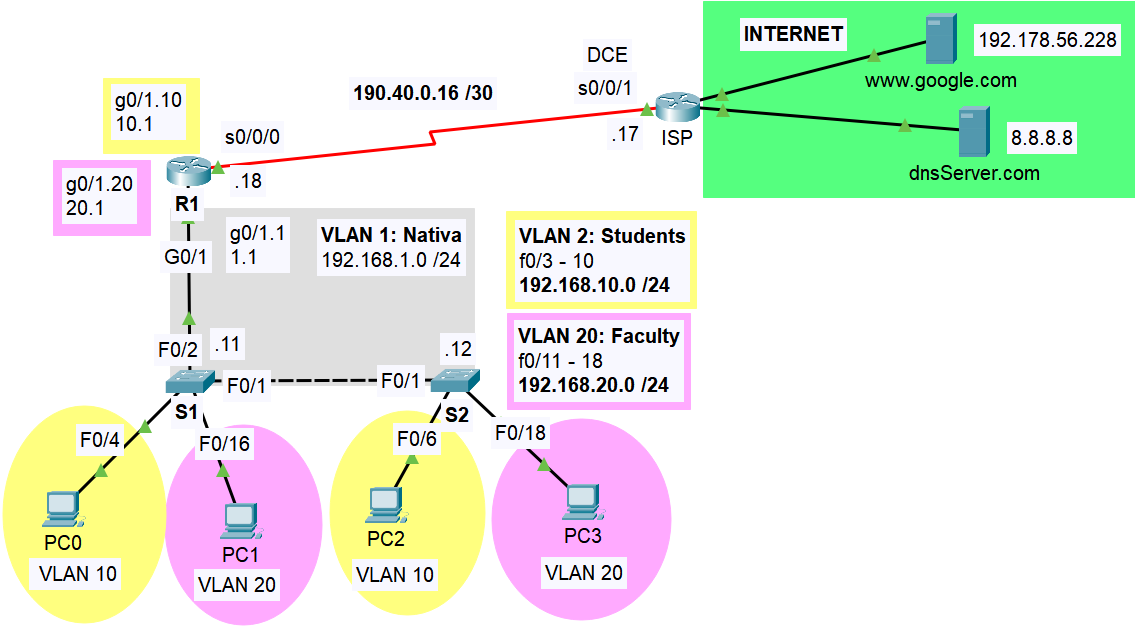 INTERNET
192.178.56.228
www.google.com
8.8.8.8
dnsServer.com
DCE
s0/0/1
190.40.0.16 /30
.17
ISP
g0/1.10
10.1
s0/0/0
g0/1.20
20.1
.18
R1
g0/1.1
1.1
G0/1
VLAN 1: Nativa
192.168.1.0 /24
VLAN 2: Students
f0/3 - 10
192.168.10.0 /24
VLAN 20: Faculty
f0/11 - 18
192.168.20.0 /24
F0/2
.11
.12
F0/1
F0/1
S1
S2
F0/4
F0/16
F0/6
F0/18
PC0
VLAN 10
PC1
VLAN 20
PC2
VLAN 10
PC3
VLAN 20